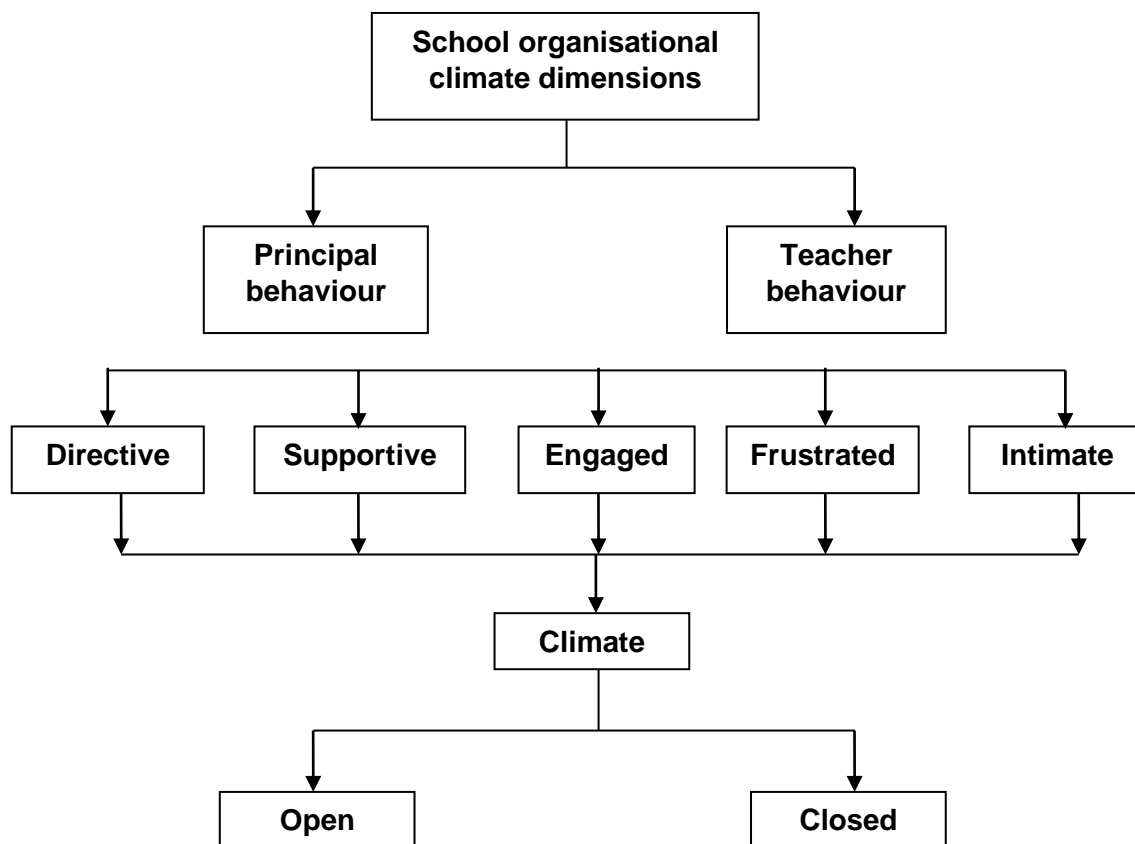 School organisational
climate dimensions
Principal
behaviour
Teacher
behaviour
Directive
Supportive
Engaged
Frustrated
Intimate
Climate
Open
Closed